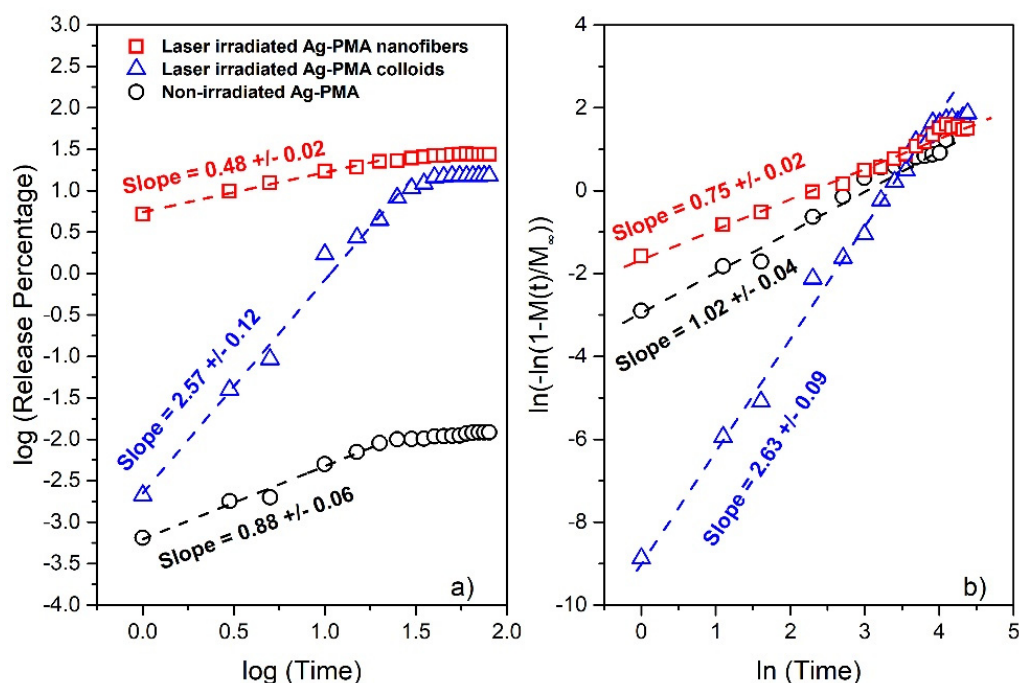 3.0
2.5
2.0
1.5
1.0
0.5
0.0
-0.5
-1.0
-1.5
-2.0
-2.5
-3.0
-3.5
-4.0
log (Release Percentage)
Laser irradiated Ag-PMA nanofibers
Laser irradiated Ag-PMA colloids
Non-irradiated Ag-PMA
Slope = 0.48 +/- 0.02
Slope = 2.57 +/- 0.12
Slope = 0.88 +/- 0.06
a)
0.0 0.5 1.0 1.5 2.0
log (Time)
4
2
0
-2
-4
-6
-8
-10
ln(-ln(1-M(t)/M∞))
Slope = 0.75 +/- 0.02
Slope = 1.02 +/- 0.04
Slope = 2.63 +/- 0.09
b)
0 1 2 3 4 5
ln (Time)